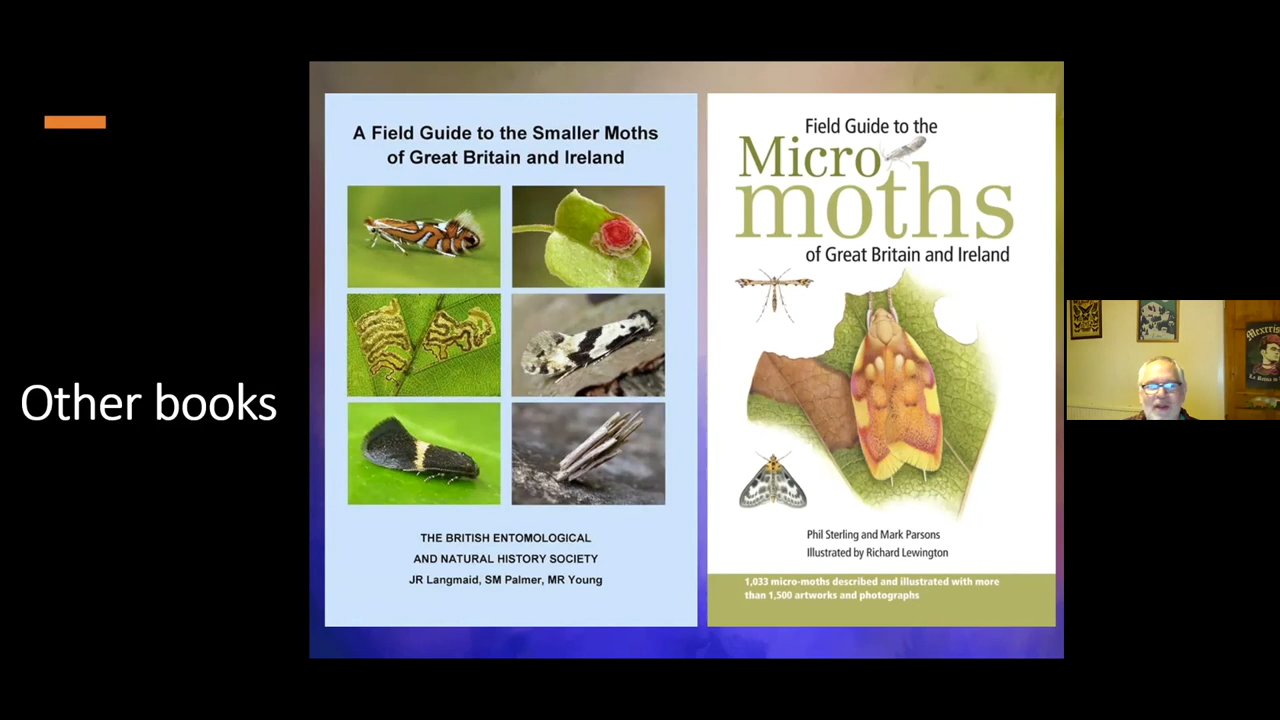 Other books
A Field Guide to the Smaller Moths
of Great Britain and Ireland
THE BRITISH ENTOMOLOGICAL
AND NATURAL HISTORY SOCIETY
JR Langmaid, SM Palmer, MR Young
Field Guide to the
Micro
moths
of Great Britain and Ireland
Phil Sterling and Mark Parsons
Illustrated by Richard Lewington
1,033 micro-moths described and illustrated with more
than 1,500 artworks and photographs